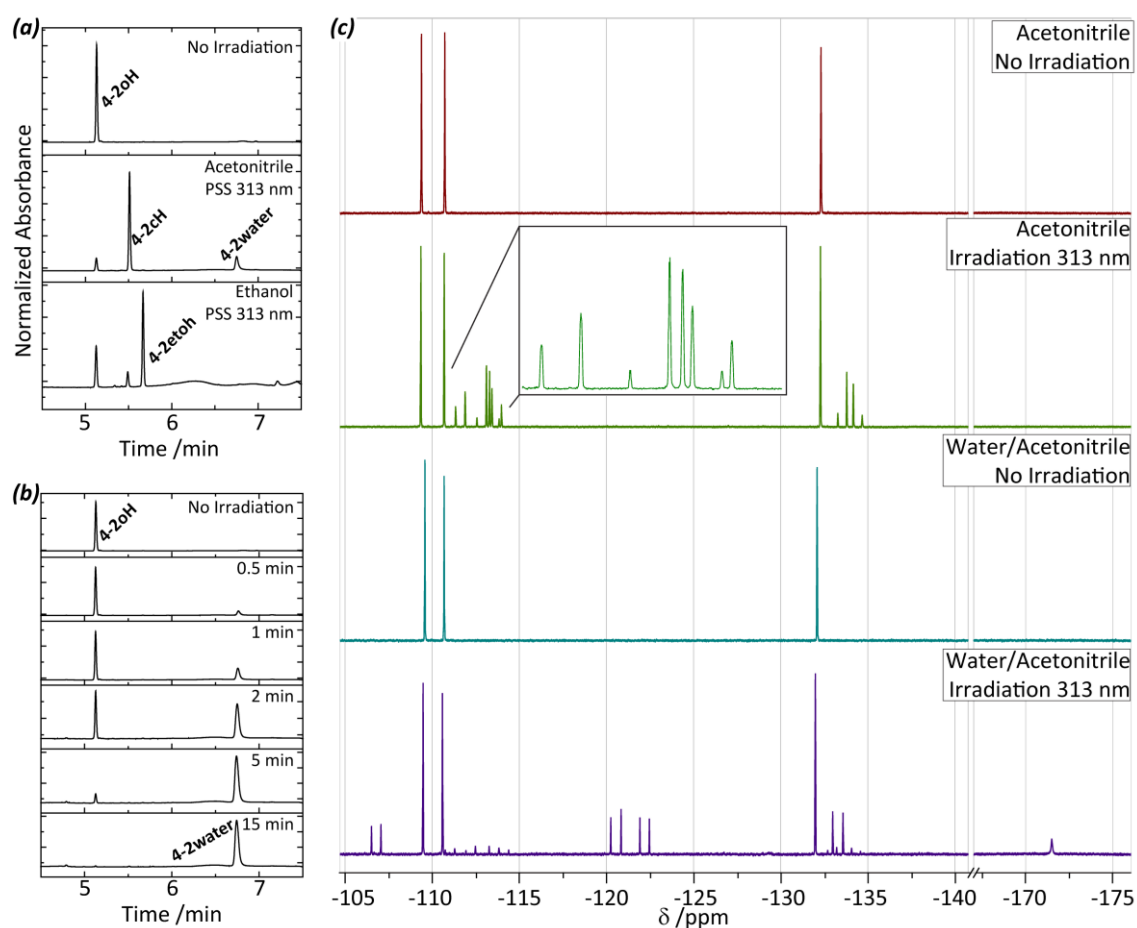 (a)
No Irradiation
4-2oH
Acetonitrile
PSS 313 nm
4-2cH
4-2water
Ethanol
PSS 313 nm
4-2etoh
Normalized Absorbance
5 6 7
Time /min
(b)
No Irradiation
4-2oH
0.5 min
1 min
2 min
5 min
15 min
4-2water
5 6 7
Time /min
(c)
Acetonitrile
No Irradiation
Acetonitrile
Irradiation 313 nm
Water/Acetonitrile
No Irradiation
Water/Acetonitrile
Irradiation 313 nm
-105 -110 -115 -120 -125 -130 -135 -140 -170 -175
δ /ppm